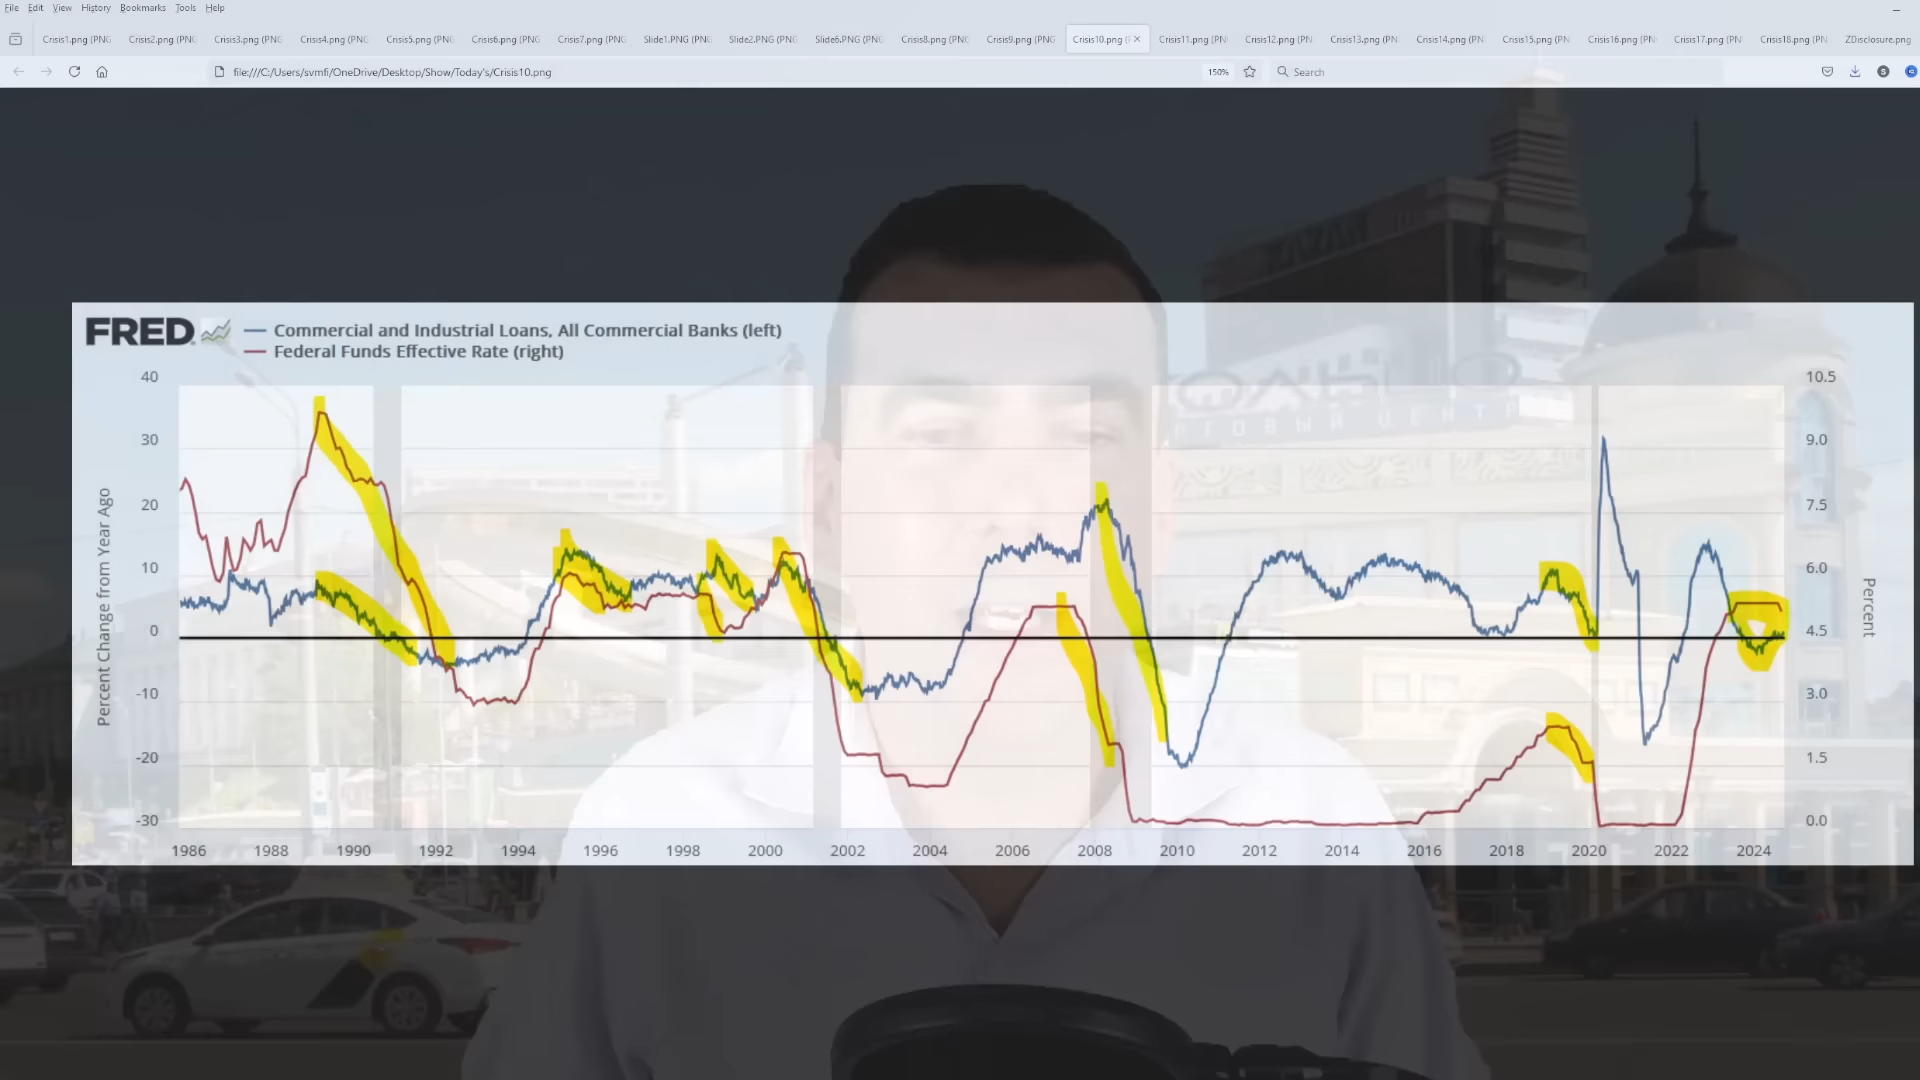 File Edit View History Bookmarks Tools Help
Crisis1.png (PNG Crisis2.png (PNG Crisis3.png (PNG Crisis4.png (PNG Crisis5.png (PNG Crisis6.png (PNG Crisis7.png (PNG Slide1.PNG (PNG Slide2.PNG (PNG Slide6.PNG (PNG Crisis8.png (PNG Crisis9.png (PNG Crisis10.png ( Crisis11.png (PN Crisis12.png (PN Crisis13.png (PN Crisis14.png (PN Crisis15.png (PN Crisis16.png (PN Crisis17.png (PN Crisis18.png (PN ZDisclosure.png
file:///C:/Users/svmfi/OneDrive/Desktop/Show/Today's/Crisis10.png 150% Search
FRED
Commercial and Industrial Loans, All Commercial Banks (left)
Federal Funds Effective Rate (right)
40 10.5
30 9.0
20 7.5
10 6.0
0 4.5
-10 3.0
-20 1.5
-30 0.0
Percent Change from Year Ago
Percent
1986 1988 1990 1992 1994 1996 1998 2000 2002 2004 2006 2008 2010 2012 2014 2016 2018 2020 2022 2024